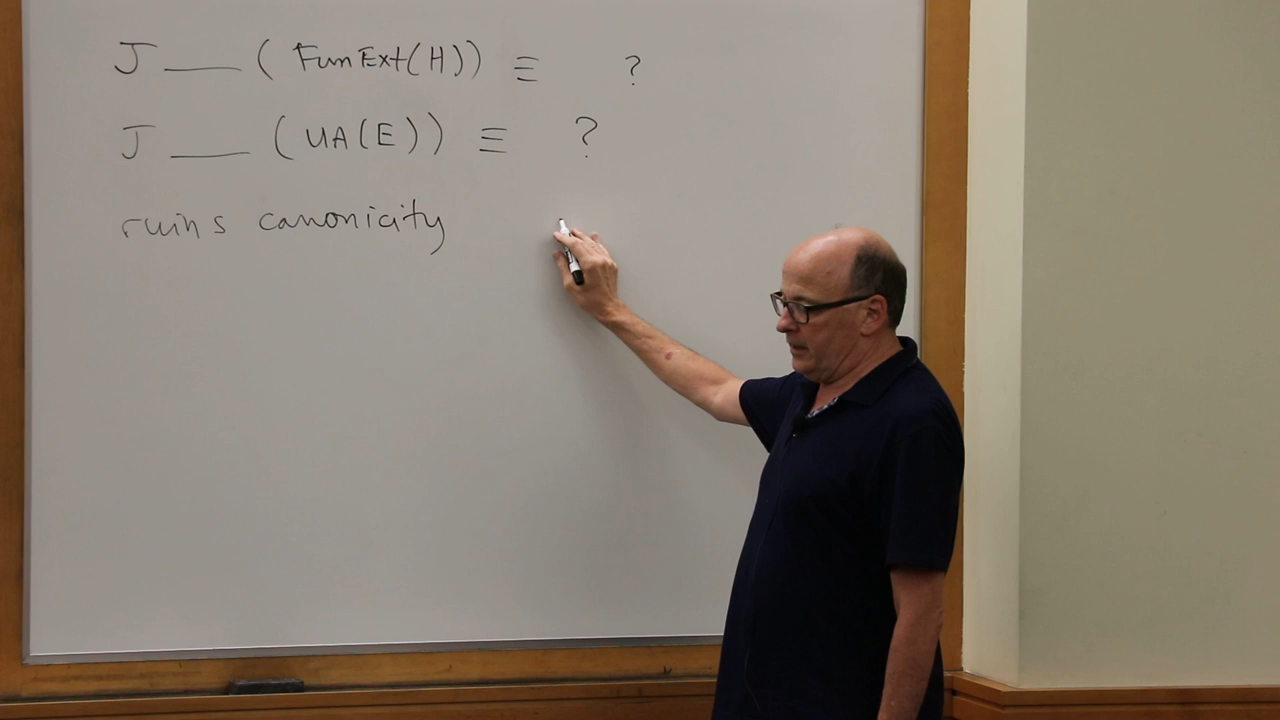 J ___ ( FunExt(H)) ≡ ?
J ___ (UA(E)) ≡ ?
ruins canonicity